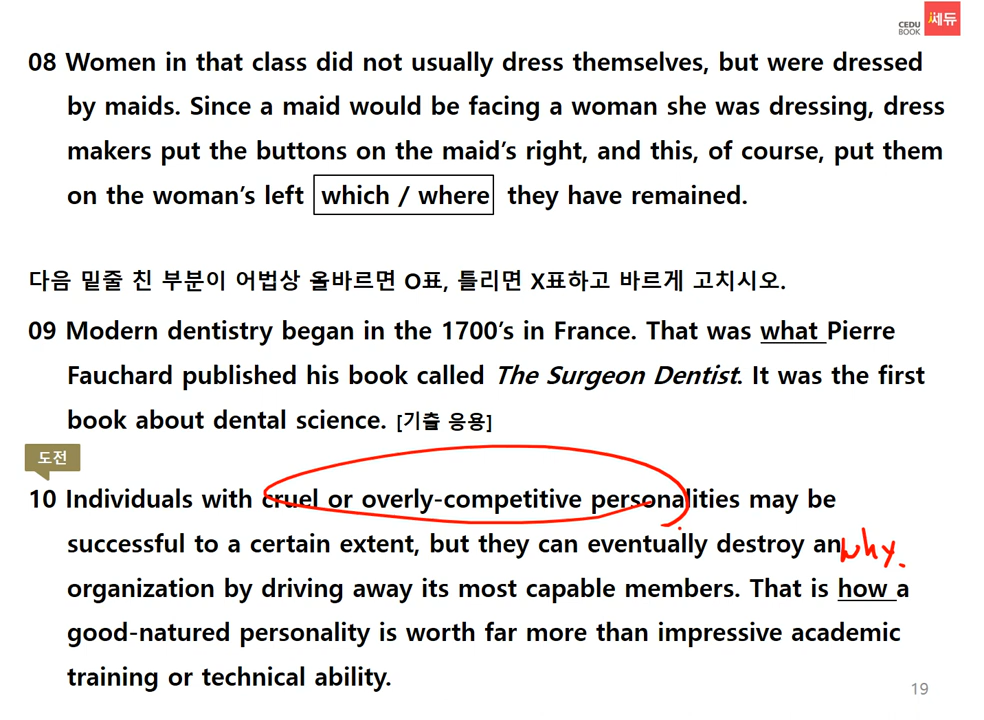 CEDU
BOOK
쎄듀
08 Women in that class did not usually dress themselves, but were dressed
by maids. Since a maid would be facing a woman she was dressing, dress
makers put the buttons on the maid's right, and this, of course, put them
on the woman's left which / where they have remained.
다음 밑줄 친 부분이 어법상 올바르면 O표, 틀리면 X표하고 바르게 고치시오.
09 Modern dentistry began in the 1700's in France. That was what Pierre
Fauchard published his book called The Surgeon Dentist. It was the first
book about dental science. [기출 응용]
도전
10 Individuals with cruel or overly-competitive personalities may be
successful to a certain extent, but they can eventually destroy an
why.
organization by driving away its most capable members. That is how a
good-natured personality is worth far more than impressive academic
training or technical ability.
19